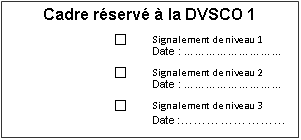 Cadre réservé à la DVSCO 1
☐ Signalement de niveau 1
Date : ……………………….
☐ Signalement de niveau 2
Date : ……………………….
☐ Signalement de niveau 3
Date :……………………….